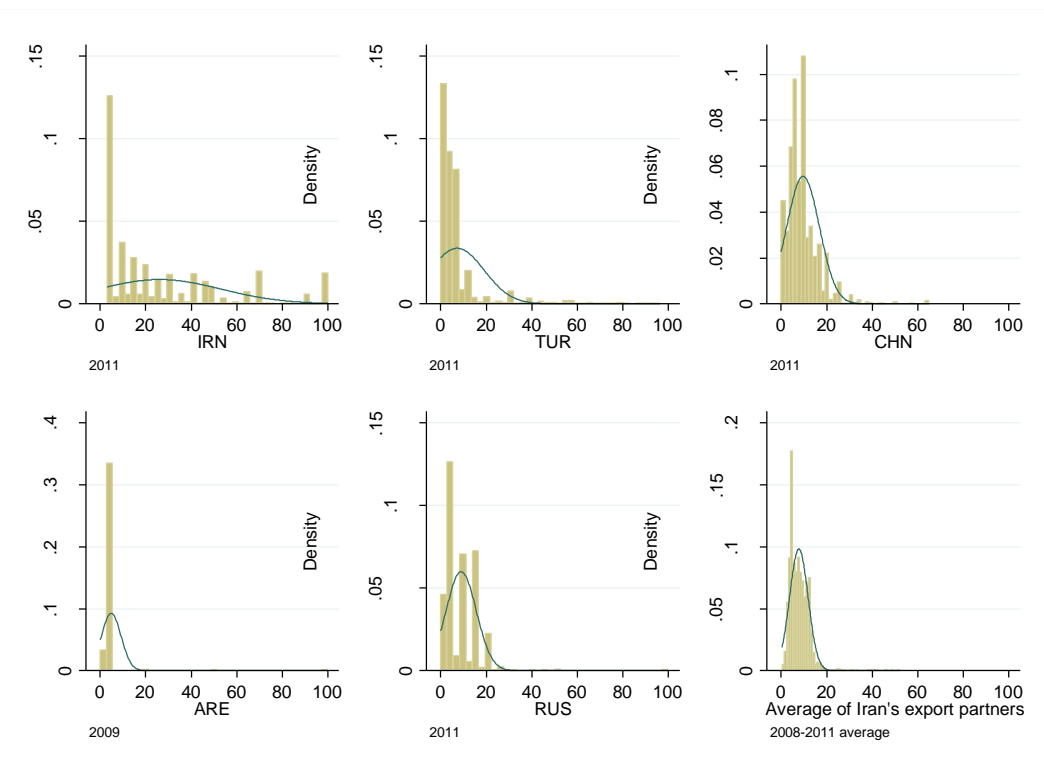 0 .05 .1 .15
0 20 40 60 80 100
IRN
2011
Density
0 .05 .1 .15
0 20 40 60 80 100
TUR
2011
Density
0 .02 .04 .06 .08 .1
0 20 40 60 80 100
CHN
2011
0 .1 .2 .3 .4
0 20 40 60 80 100
ARE
2009
Density
0 .05 .1 .15
0 20 40 60 80 100
RUS
2011
Density
0 .05 .1 .15 .2
0 20 40 60 80 100
Average of Iran's export partners
2008-2011 average